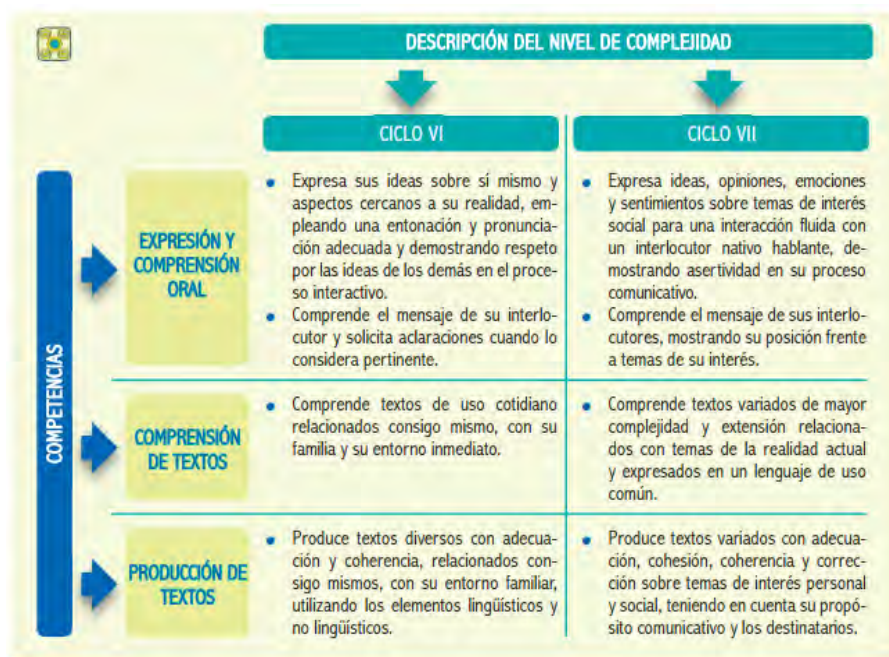 DESCRIPCIÓN DEL NIVEL DE COMPLEJIDAD
CICLO VI
CICLO VII
COMPETENCIAS
EXPRESIÓN Y
COMPRENSIÓN
ORAL
• Expresa sus ideas sobre sí mismo y
aspectos cercanos a su realidad, em-
pleando una entonación y pronuncia-
ción adecuada y demostrando respeto
por las ideas de los demás en el proce-
so interactivo.
• Comprende el mensaje de su interlo-
cutor y solicita aclaraciones cuando lo
considera pertinente.
• Expresa ideas, opiniones, emociones
y sentimientos sobre temas de interés
social para una interacción fluida con
un interlocutor nativo hablante, de-
mostrando asertividad en su proceso
comunicativo.
• Comprende el mensaje de sus interlo-
cutores, mostrando su posición frente
a temas de su interés.
COMPRENSIÓN
DE TEXTOS
• Comprende textos de uso cotidiano
relacionados consigo mismo, con su
familia y su entorno inmediato.
• Comprende textos variados de mayor
complejidad y extensión relaciona-
dos con temas de la realidad actual
y expresados en un lenguaje de uso
común.
PRODUCCIÓN DE
TEXTOS
• Produce textos diversos con adecua-
ción y coherencia, relacionados con-
sigo mismos, con su entorno familiar,
utilizando los elementos lingüísticos y
no lingüísticos.
• Produce textos variados con adecua-
ción, cohesión, coherencia y correc-
ción sobre temas de interés personal
y social, teniendo en cuenta su propó-
sito comunicativo y los destinatarios.